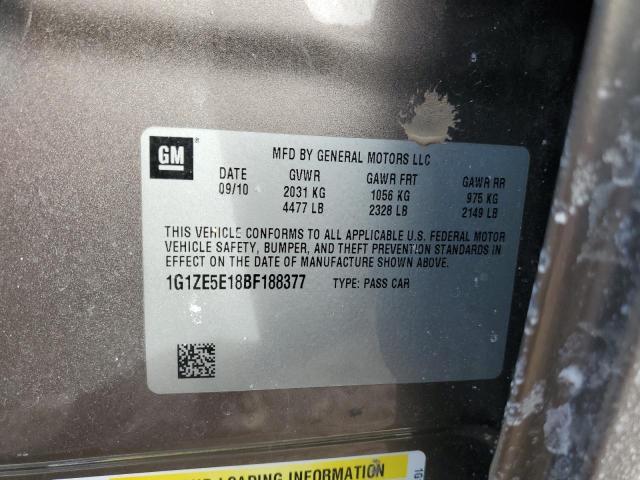 GM
MFD BY GENERAL MOTORS LLC
DATE GVWR GAWR FRT GAWR RR
09/10 2031 KG 1056 KG 975 KG
4477 LB 2328 LB 2149 LB
THIS VEHICLE CONFORMS TO ALL APPLICABLE U.S. FEDERAL MOTOR
VEHICLE SAFETY, BUMPER, AND THEFT PREVENTION STANDARDS IN
EFFECT ON THE DATE OF MANUFACTURE SHOWN ABOVE.
1G1ZE5E18BF188377 TYPE: PASS CAR
LOADING INFORMATION
1G